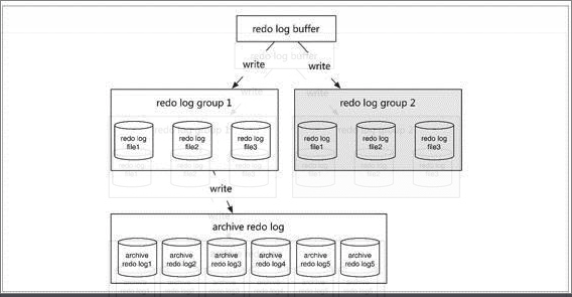 redo log buffer
write
write
redo log group 1
redo log group 2
redo log
file1
redo log
file2
redo log
file3
redo log
file1
redo log
file2
redo log
file3
write
archive redo log
archive
redo log1
archive
redo log2
archive
redo log3
archive
redo log4
archive
redo log5
archive
redo log5